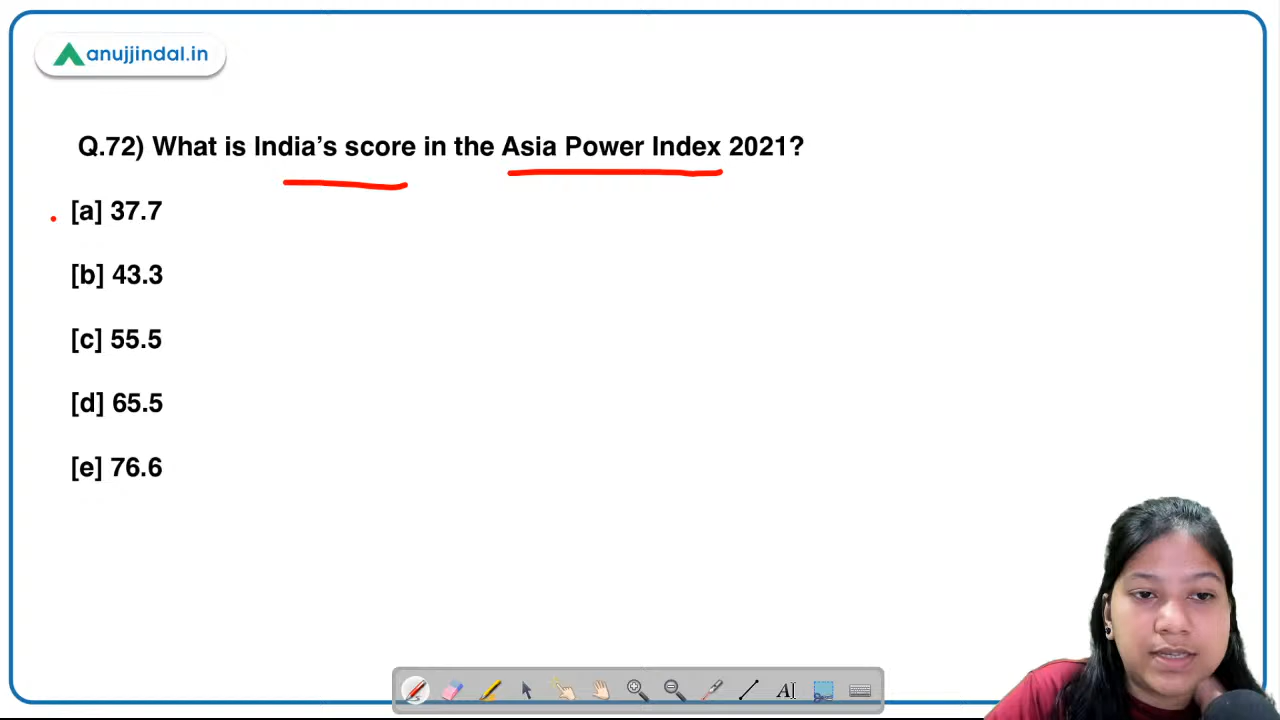 anujjindal.in
Q.72) What is India’s score in the Asia Power Index 2021?
[a] 37.7
[b] 43.3
[c] 55.5
[d] 65.5
[e] 76.6
A